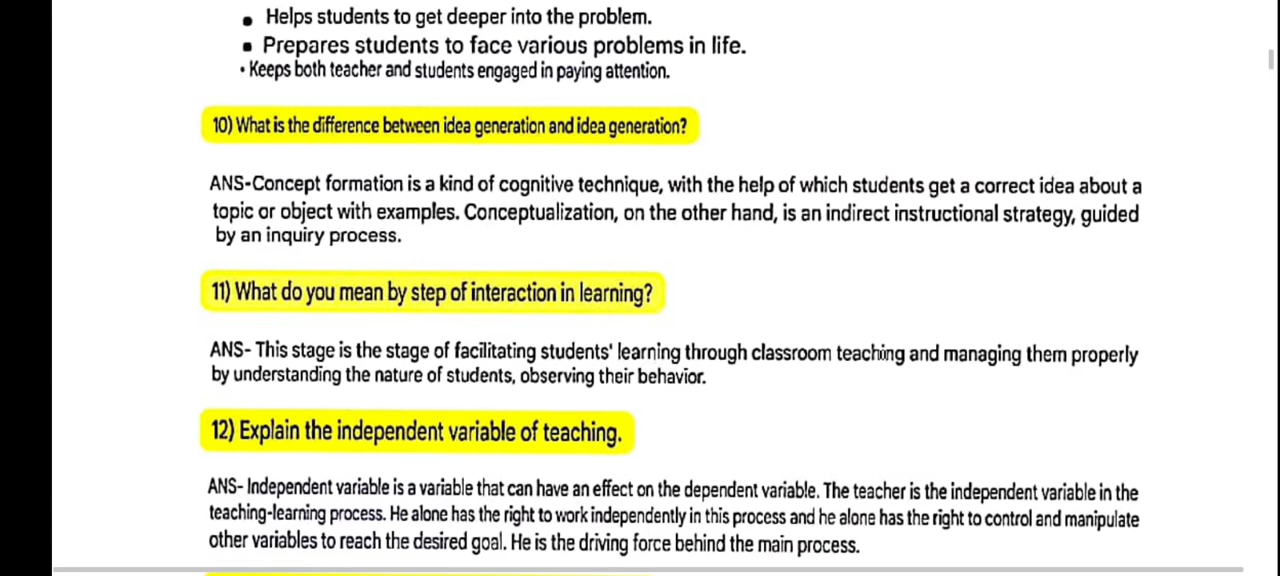 • Helps students to get deeper into the problem.
▪ Prepares students to face various problems in life.
• Keeps both teacher and students engaged in paying attention.
10) What is the difference between idea generation and idea generation?
ANS-Concept formation is a kind of cognitive technique, with the help of which students get a correct idea about a
topic or object with examples. Conceptualization, on the other hand, is an indirect instructional strategy, guided
by an inquiry process.
11) What do you mean by step of interaction in learning?
ANS- This stage is the stage of facilitating students' learning through classroom teaching and managing them properly
by understanding the nature of students, observing their behavior.
12) Explain the independent variable of teaching.
ANS- Independent variable is a variable that can have an effect on the dependent variable. The teacher is the independent variable in the
teaching-learning process. He alone has the right to work independently in this process and he alone has the right to control and manipulate
other variables to reach the desired goal. He is the driving force behind the main process.